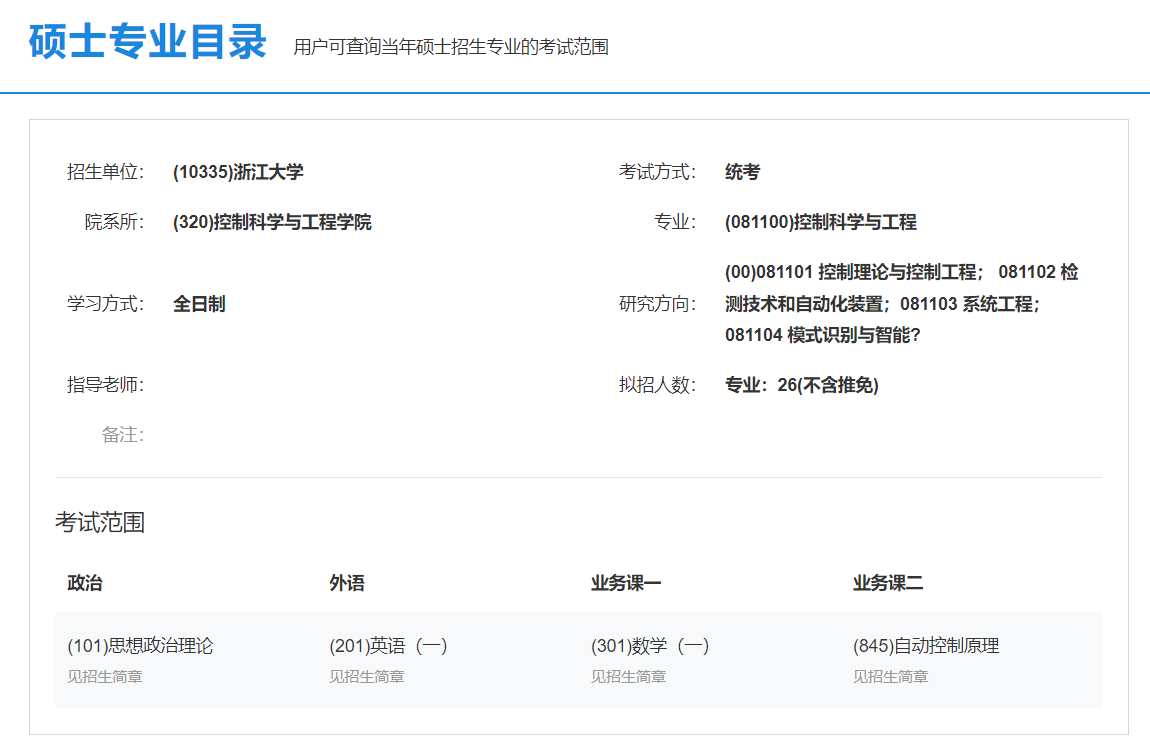 硕士专业目录 用户可查询当年硕士招生专业的考试范围
招生单位： (10335)浙江大学 考试方式： 统考
院系所： (320)控制科学与工程学院 专业： (081100)控制科学与工程
学习方式： 全日制 研究方向： (00)081101 控制理论与控制工程； 081102 检
测技术和自动化装置；081103 系统工程；
081104 模式识别与智能?
指导老师： 拟招人数： 专业：26(不含推免)
备注：
考试范围
政治 外语 业务课一 业务课二
(101)思想政治理论 (201)英语（一） (301)数学（一） (845)自动控制原理
见招生简章 见招生简章 见招生简章 见招生简章